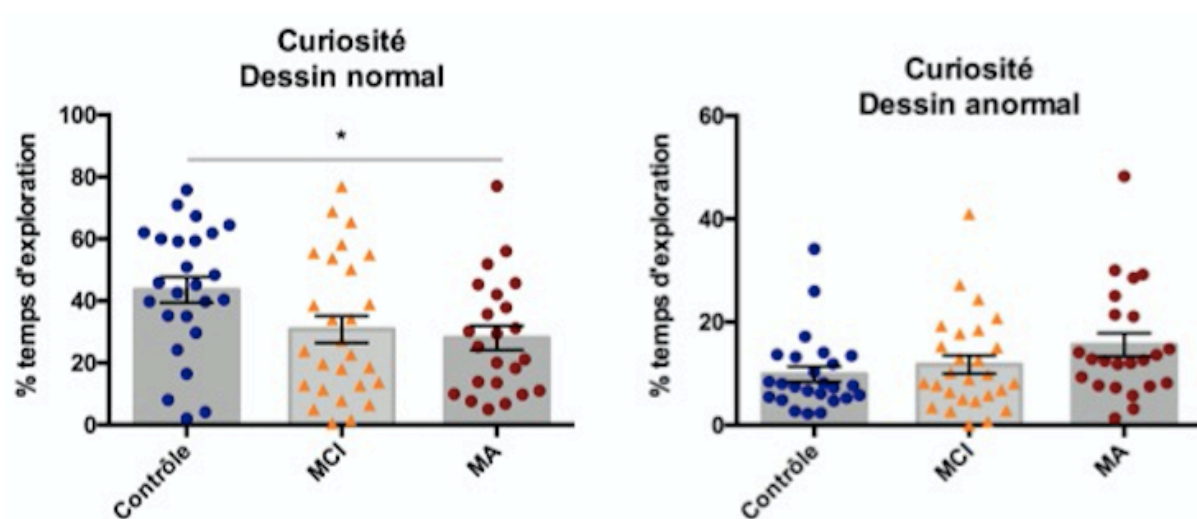 Curiosité
Dessin normal
% temps d'exploration
100
80
60
40
20
0
*
Contrôle
MCI
MA
Curiosité
Dessin anormal
% temps d'exploration
60
40
20
0
Contrôle
MCI
MA